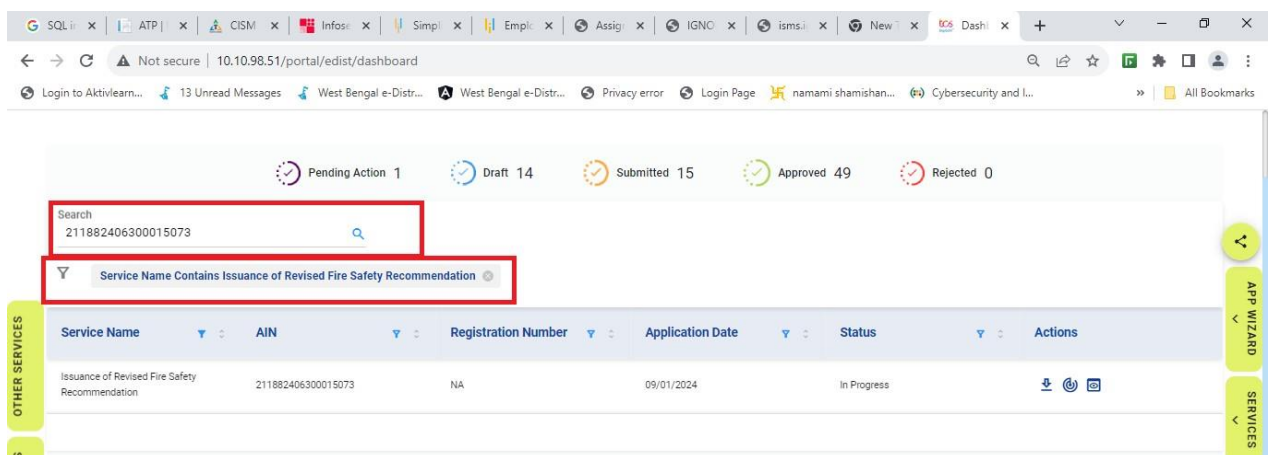 SQL in
ATP |
CISM
Infose
Simpl
Emplc
Assig
IGNO
isms.i
New T
Dash
Not secure | 10.10.98.51/portal/edist/dashboard
Login to Aktivlearn...
13 Unread Messages
West Bengal e-Distr...
West Bengal e-Distr...
Privacy error
Login Page
namami shamishan...
Cybersecurity and I...
»
All Bookmarks
Pending Action 1
Draft 14
Submitted 15
Approved 49
Rejected 0
Search
211882406300015073
Service Name Contains Issuance of Revised Fire Safety Recommendation
Service Name
AIN
Registration Number
Application Date
Status
Actions
Issuance of Revised Fire Safety
Recommendation
211882406300015073
NA
09/01/2024
In Progress
OTHER SERVICES
APP WIZARD
SERVICES